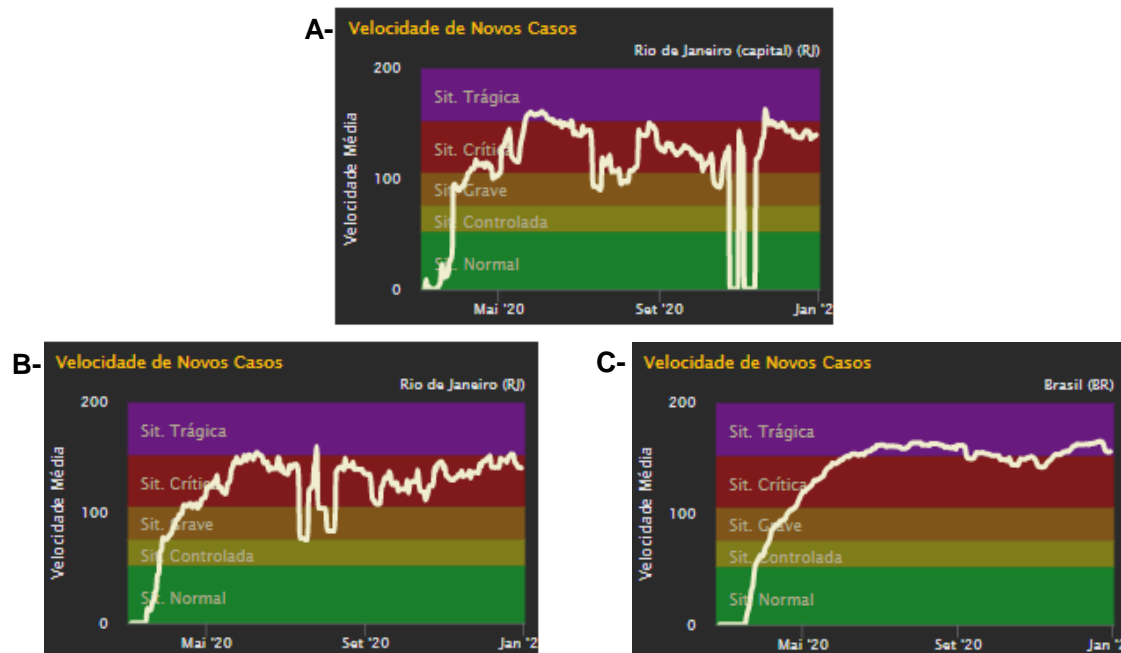 A-
Velocidade de Novos Casos
Rio de Janeiro (capital) (RJ)
200
Sit. Trágica
Sit. Crítica
100
Sit. Grave
Sit. Controlada
Sit. Normal
0
Velocidade Média
Mai '20
Set '20
Jan '2
B-
Velocidade de Novos Casos
Rio de Janeiro (RJ)
200
Sit. Trágica
Sit. Crítica
100
Sit. Grave
Sit. Controlada
Sit. Normal
0
Velocidade Média
Mai '20
Set '20
Jan '2
C-
Velocidade de Novos Casos
Brasil (BR)
200
Sit. Trágica
Sit. Crítica
100
Sit. Grave
Sit. Controlada
Sit. Normal
0
Velocidade Média
Mai '20
Set '20
Jan '2